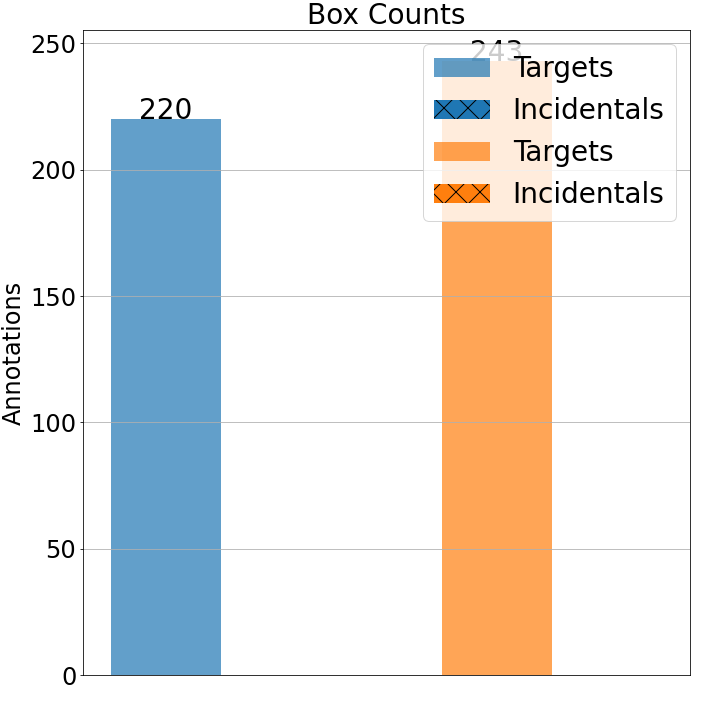 Box Counts
250
200
150
100
50
0
Annotations
220
243
Targets
Incidentals
Targets
Incidentals